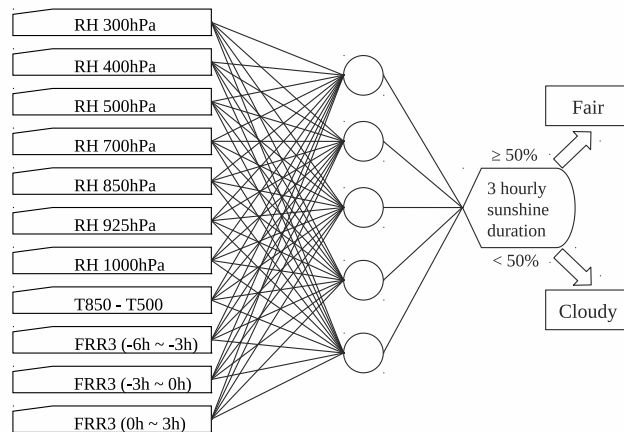 RH 300hPa
RH 400hPa
RH 500hPa
RH 700hPa
RH 850hPa
RH 925hPa
RH 1000hPa
T850 - T500
FRR3 (-6h ~ -3h)
FRR3 (-3h ~ 0h)
FRR3 (0h ~ 3h)
≥ 50%
3 hourly
sunshine
duration
< 50%
Fair
Cloudy